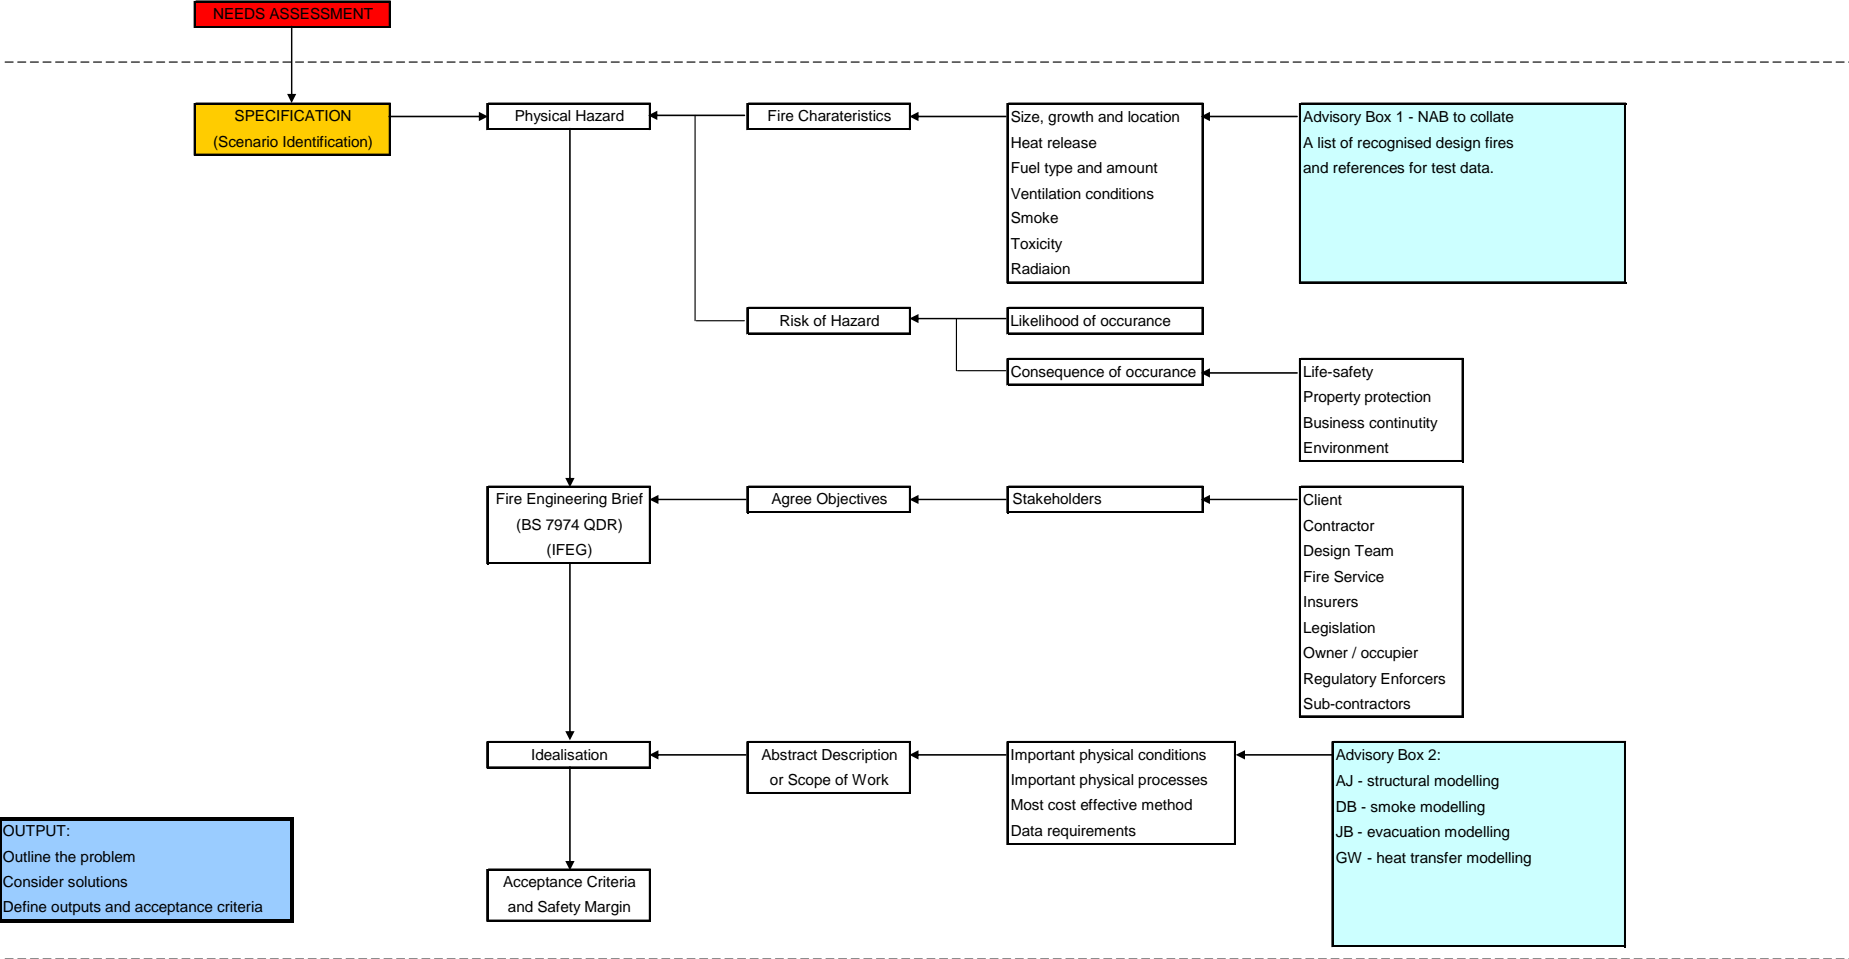 NEEDS ASSESSMENT
SPECIFICATION
(Scenario Identification)
Physical Hazard
Fire Charateristics
Size, growth and location
Heat release
Fuel type and amount
Ventilation conditions
Smoke
Toxicity
Radiaion
Advisory Box 1 - NAB to collate
A list of recognised design fires
and references for test data.
Risk of Hazard
Likelihood of occurance
Consequence of occurance
Life-safety
Property protection
Business continutity
Environment
Fire Engineering Brief
(BS 7974 QDR)
(IFEG)
Agree Objectives
Stakeholders
Client
Contractor
Design Team
Fire Service
Insurers
Legislation
Owner / occupier
Regulatory Enforcers
Sub-contractors
Idealisation
Abstract Description
or Scope of Work
Important physical conditions
Important physical processes
Most cost effective method
Data requirements
Advisory Box 2:
AJ - structural modelling
DB - smoke modelling
JB - evacuation modelling
GW - heat transfer modelling
OUTPUT:
Outline the problem
Consider solutions
Define outputs and acceptance criteria
Acceptance Criteria
and Safety Margin